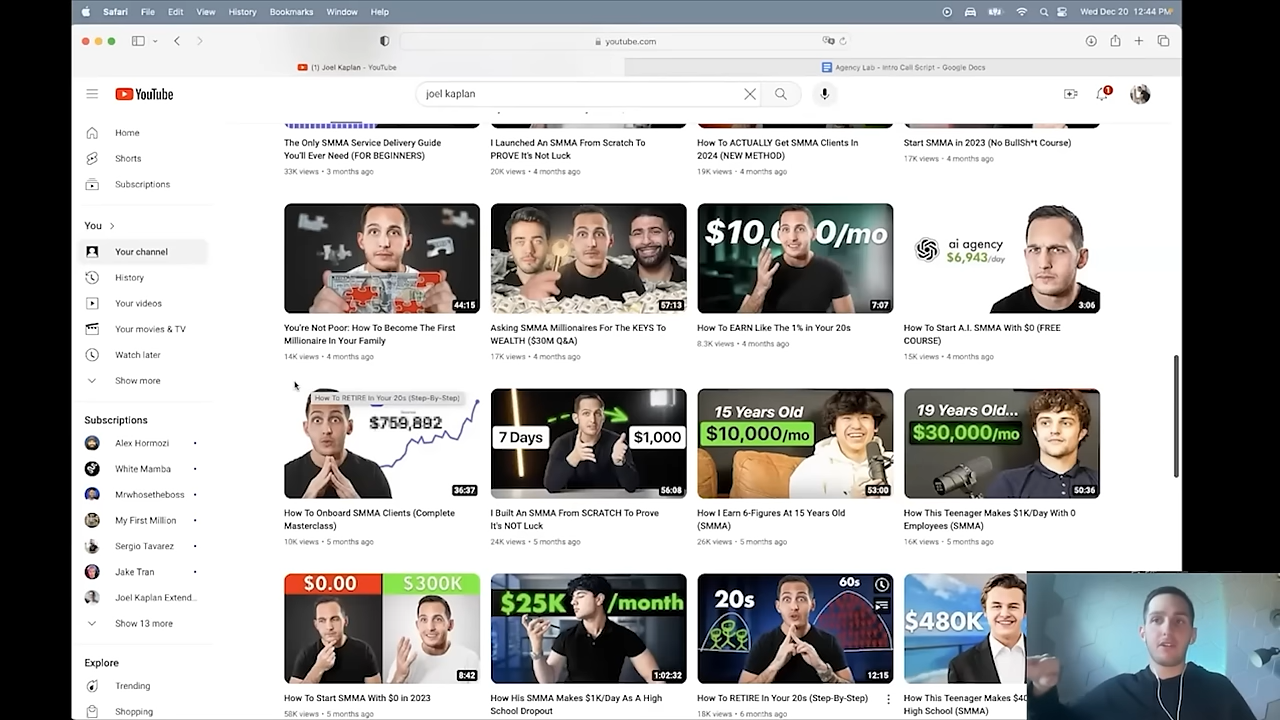 Safari File Edit View History Bookmarks Window Help
Wed Dec 20 12:44 PM
youtube.com
(1) Joel Kaplan - YouTube
Agency Lab - Intro Call Script - Google Docs
YouTube
joel kaplan
1
Home
Shorts
Subscriptions
You
Your channel
History
Your videos
Your movies & TV
Watch later
Show more
Subscriptions
Alex Hormozi
White Mamba
Mrwhosetheboss
My First Million
Sergio Tavarez
Jake Tran
Joel Kaplan Extend...
Show 13 more
Explore
Trending
Shopping
The Only SMMA Service Delivery Guide
You'll Ever Need (FOR BEGINNERS)
33K views • 3 months ago
I Launched An SMMA From Scratch To
PROVE It's Not Luck
20K views • 4 months ago
How To ACTUALLY Get SMMA Clients In
2024 (NEW METHOD)
19K views • 4 months ago
Start SMMA in 2023 (No BullSh*t Course)
17K views • 4 months ago
44:15
You're Not Poor: How To Become The First
Millionaire In Your Family
14K views • 4 months ago
57:13
Asking SMMA Millionaires For The KEYS To
WEALTH ($30M Q&A)
17K views • 4 months ago
7:07
How To EARN Like The 1% in Your 20s
8.3K views • 4 months ago
ai agency
$6,943/day
3:06
How To Start A.I. SMMA With $0 (FREE
COURSE)
15K views • 4 months ago
How To RETIRE In Your 20s (Step-By-Step)
$759,892
36:37
How To Onboard SMMA Clients (Complete
Masterclass)
10K views • 5 months ago
7 Days
$1,000
56:08
I Built An SMMA From SCRATCH To Prove
It's NOT Luck
24K views • 5 months ago
15 Years Old
$10,000/mo
53:00
How I Earn 6-Figures At 15 Years Old
(SMMA)
26K views • 5 months ago
19 Years Old...
$30,000/mo
50:36
How This Teenager Makes $1K/Day With 0
Employees (SMMA)
16K views • 5 months ago
$0.00
$300K
8:42
How To Start SMMA With $0 in 2023
58K views • 5 months ago
$25K /month
1:02:32
How His SMMA Makes $1K/Day As A High
School Dropout
20s
60s
12:15
How To RETIRE In Your 20s (Step-By-Step)
18K views • 6 months ago
$480K
How This Teenager Makes
High School (SMMA)